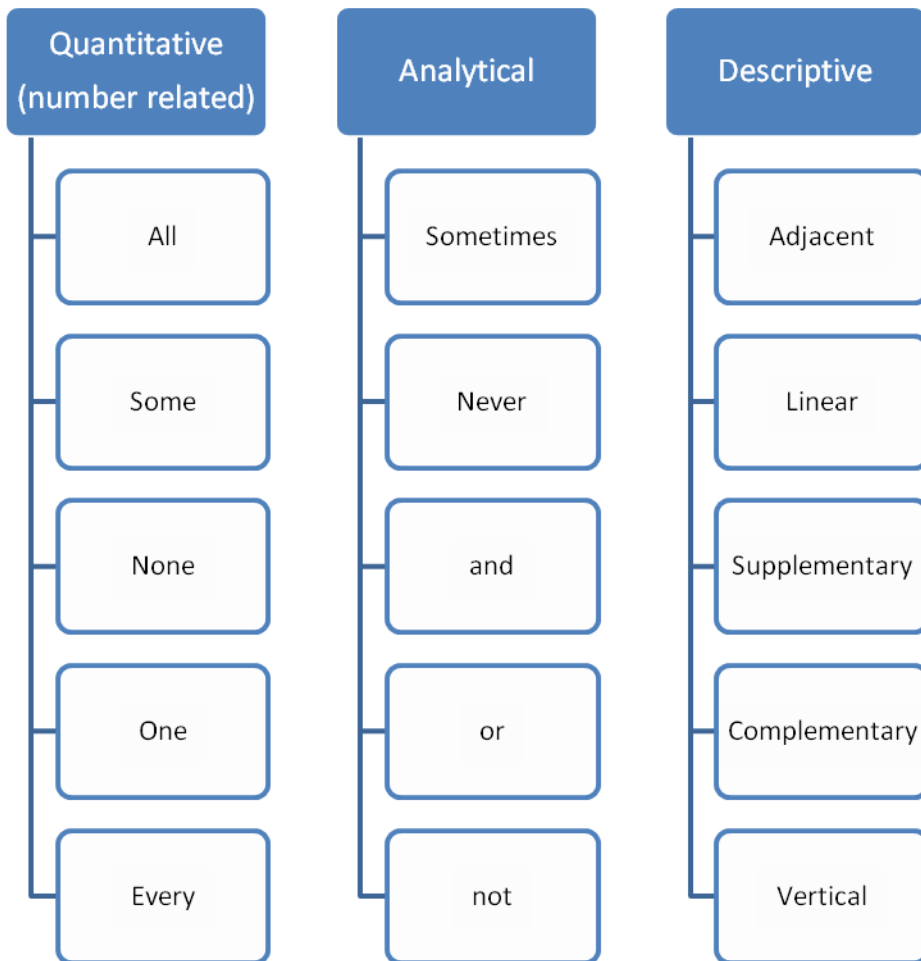 Quantitative
(number related)
All
Some
None
One
Every
Analytical
Sometimes
Never
and
or
not
Descriptive
Adjacent
Linear
Supplementary
Complementary
Vertical